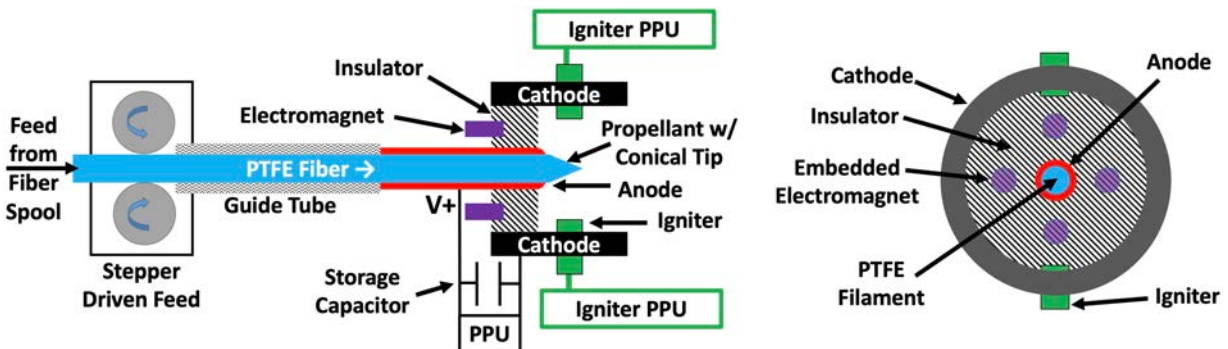 Igniter PPU
Insulator
Cathode
Electromagnet
Feed
from
Fiber
Spool
PTFE Fiber →
Propellant w/
Conical Tip
Guide Tube
V+
Anode
Igniter
Cathode
Stepper
Driven Feed
Storage
Capacitor
PPU
Igniter PPU
Cathode
Anode
Insulator
Embedded
Electromagnet
PTFE
Filament
Igniter